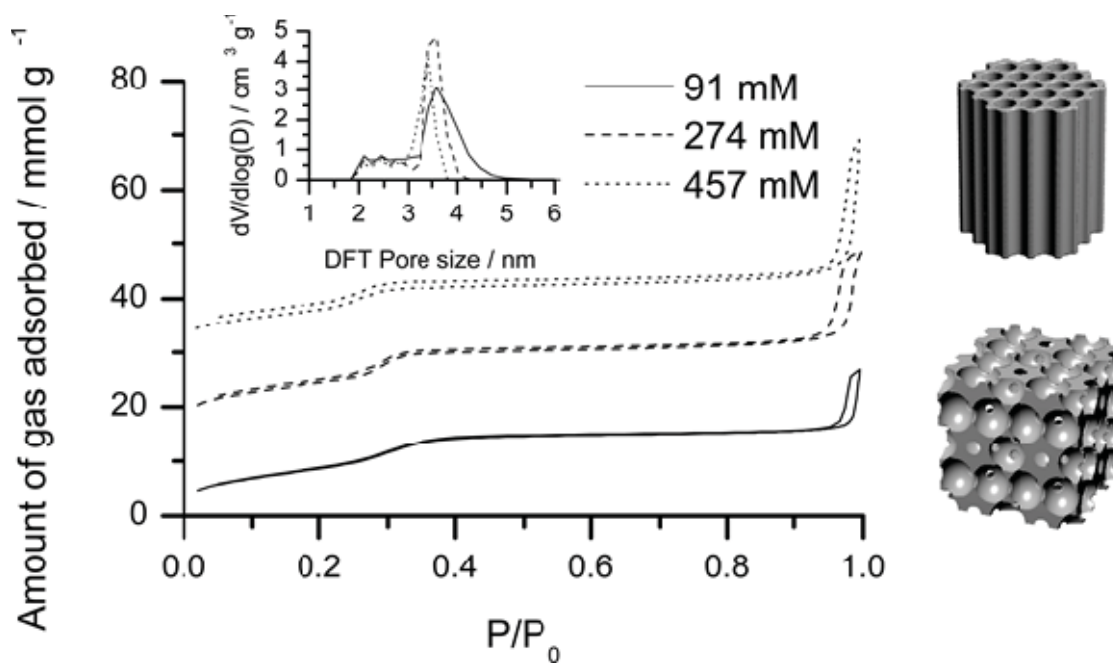 Amount of gas adsorbed / mmol g -1
80
60
40
20
0
0.0 0.2 0.4 0.6 0.8 1.0
P/P0
dV/dlog(D) / cm 3 g-1
5
4
3
2
1
0
1 2 3 4 5 6
DFT Pore size / nm
91 mM
274 mM
457 mM